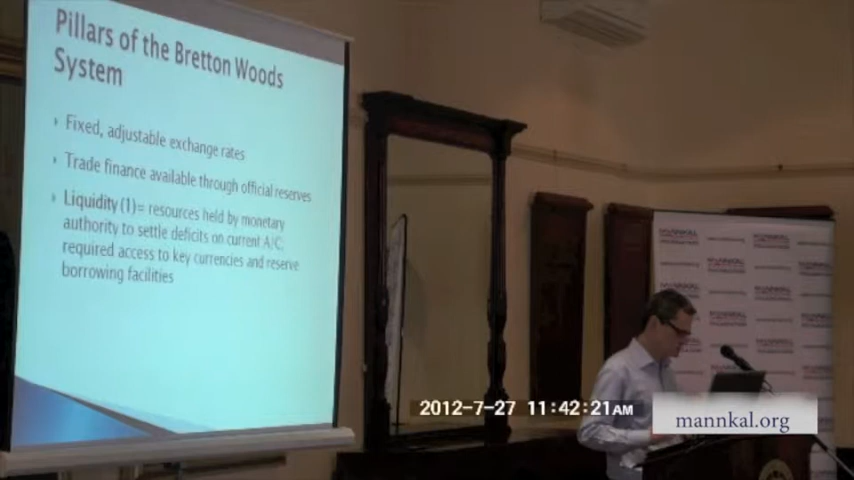 Pillars of the Bretton Woods
System
Fixed, adjustable exchange rates
Trade finance available through official reserves
Liquidity (1)= resources held by monetary
authority to settle deficits on current A/C;
required access to key currencies and reserve
borrowing facilities
MANNKAL
2012-7-27 11:42:21AM
mannkal.org